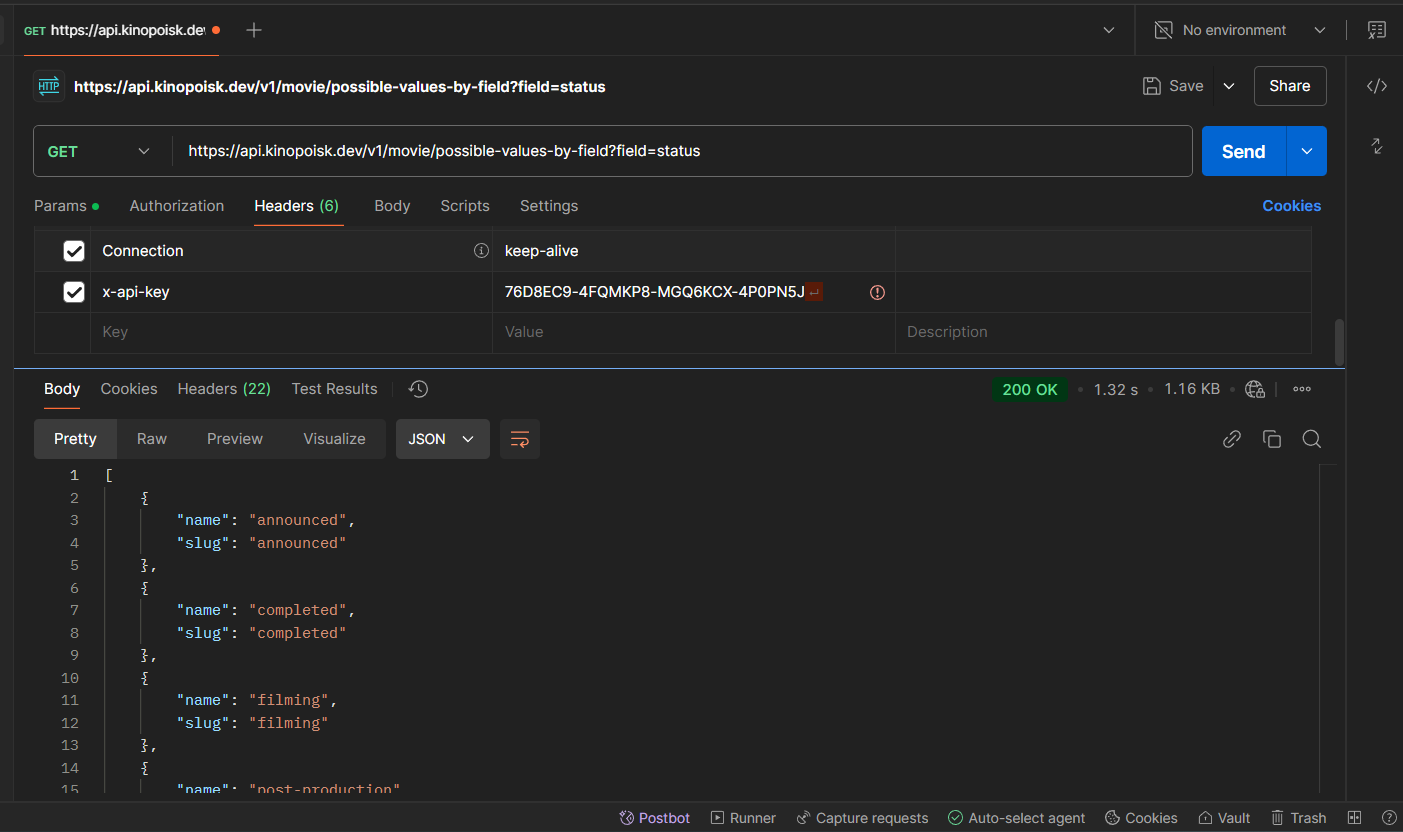 GET https://api.kinopoisk.de
No environment
HTTP https://api.kinopoisk.dev/v1/movie/possible-values-by-field?field=status
Save
Share
GET https://api.kinopoisk.dev/v1/movie/possible-values-by-field?field=status
Send
Params Authorization Headers (6) Body Scripts Settings Cookies
Connection keep-alive
x-api-key 76D8EC9-4FQMKP8-MGQ6KCX-4P0PN5J
Key Value Description
Body Cookies Headers (22) Test Results 200 OK • 1.32 s • 1.16 KB •
Pretty Raw Preview Visualize JSON
1 [
2 {
3 "name": "announced",
4 "slug": "announced"
5 },
6 {
7 "name": "completed",
8 "slug": "completed"
9 },
10 {
11 "name": "filming",
12 "slug": "filming"
13 },
14 {
15 "name": "post-production"
Postbot Runner Capture requests Auto-select agent Cookies Vault Trash